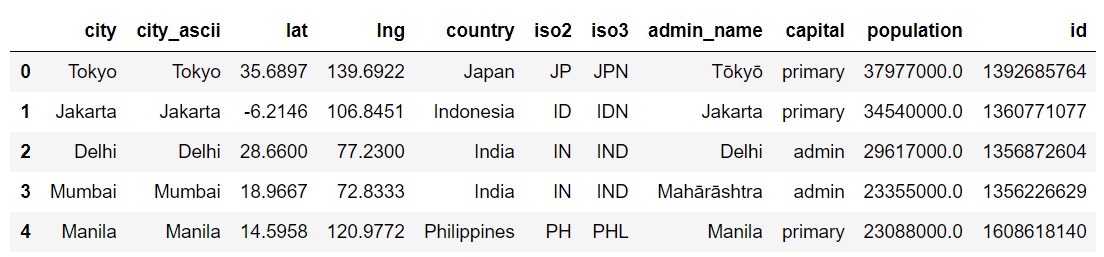 city city_ascii lat lng country iso2 iso3 admin_name capital population id
0 Tokyo Tokyo 35.6897 139.6922 Japan JP JPN Tōkyō primary 37977000.0 1392685764
1 Jakarta Jakarta -6.2146 106.8451 Indonesia ID IDN Jakarta primary 34540000.0 1360771077
2 Delhi Delhi 28.6600 77.2300 India IN IND Delhi admin 29617000.0 1356872604
3 Mumbai Mumbai 18.9667 72.8333 India IN IND Mahārāshtra admin 23355000.0 1356226629
4 Manila Manila 14.5958 120.9772 Philippines PH PHL Manila primary 23088000.0 1608618140